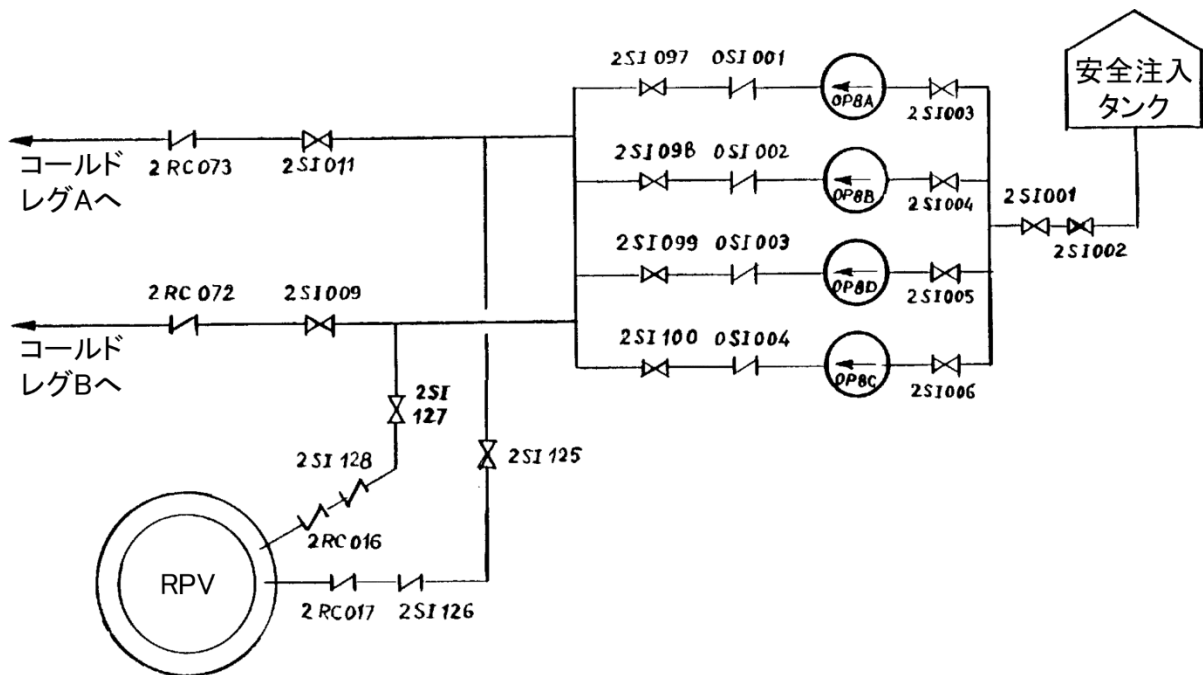 2SI097
0SI001
0P8A
2SI003
安全注入
タンク
2RC073
2SI011
コールド
レグAへ
2SI098
0SI002
0P8B
2SI004
2SI001
2SI002
2SI099
0SI003
0P8D
2SI005
2RC072
2SI009
コールド
レグBへ
2SI100
0SI004
0P8C
2SI006
2SI
127
2SI128
2SI125
2RC016
RPV
2RC017
2SI126